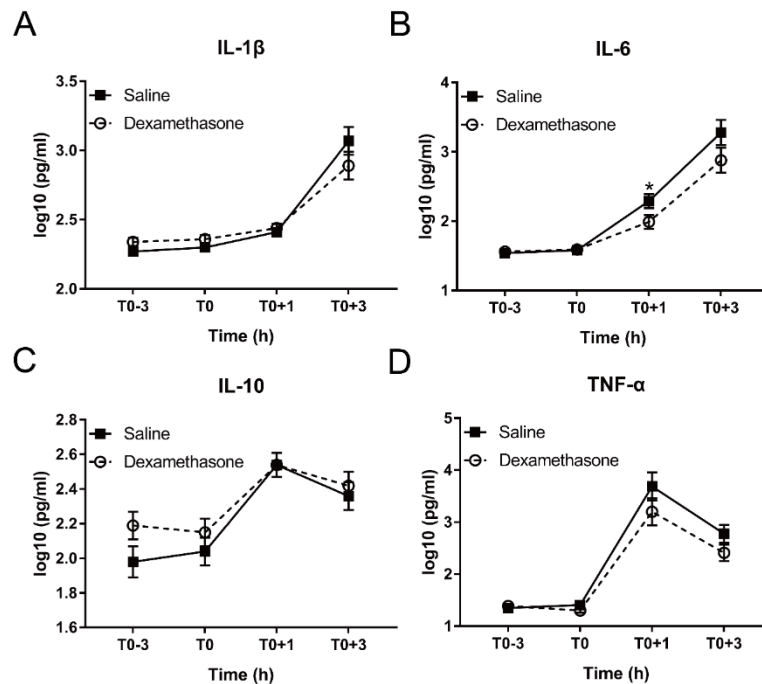 A
IL-1β
3.5
3.0
2.5
2.0
log10 (pg/ml)
Saline
Dexamethasone
T0-3
T0
T0+1
T0+3
Time (h)
B
IL-6
4
3
2
1
log10 (pg/ml)
Saline
Dexamethasone
*
T0-3
T0
T0+1
T0+3
Time (h)
C
IL-10
2.8
2.6
2.4
2.2
2.0
1.8
1.6
log10 (pg/ml)
Saline
Dexamethasone
T0-3
T0
T0+1
T0+3
Time (h)
D
TNF-α
5
4
3
2
1
log10 (pg/ml)
Saline
Dexamethasone
T0-3
T0
T0+1
T0+3
Time (h)